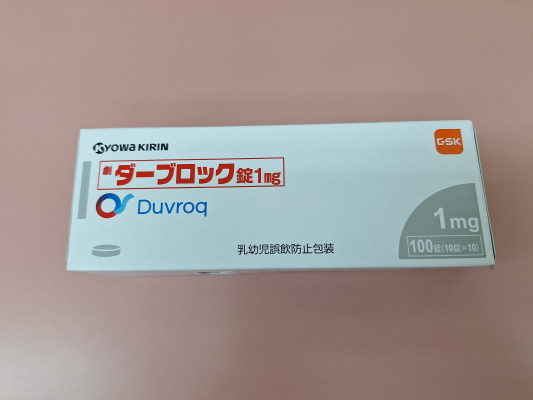 KYOWA KIRIN
GSK
劇 ダーブロック錠1mg
Duvroq
1mg
100錠(10錠×10)
乳幼児誤飲防止包装